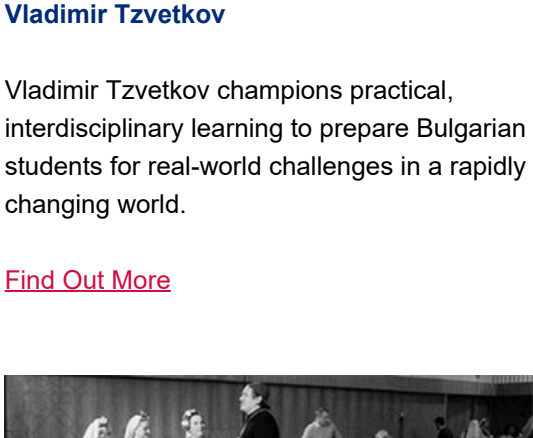 Vladimir Tzvetkov
Vladimir Tzvetkov champions practical,
interdisciplinary learning to prepare Bulgarian
students for real-world challenges in a rapidly
changing world.
Find Out More